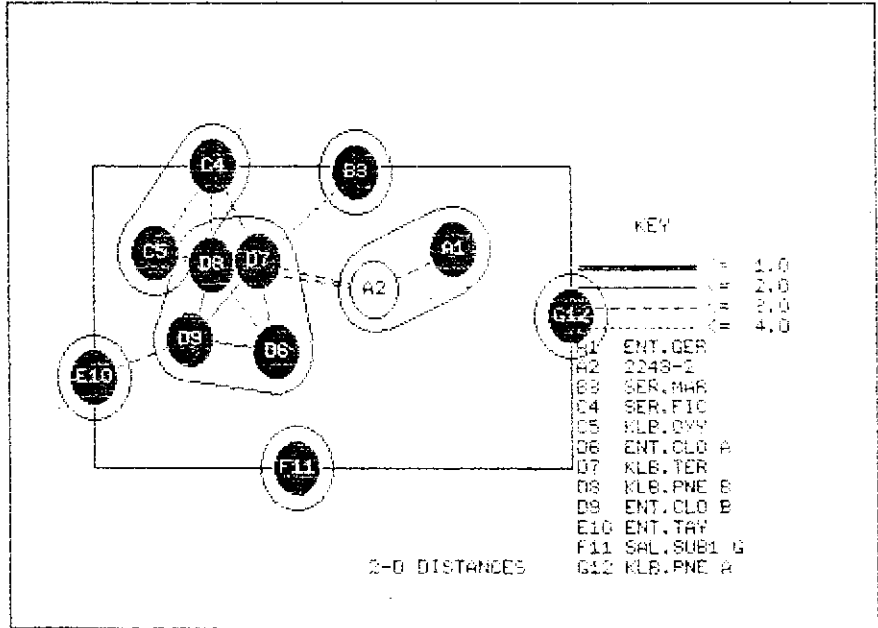 C4
B3
C5
D8
D7
A1
A2
D9
D6
E10
F11
G12
KEY
<= 1.0
<= 2.0
<= 3.0
<= 4.0
A1 ENT.GER
A2 2243-2
B3 SER.MAR
C4 SER.FIC
C5 KLB.OXY
D6 ENT.CLO A
D7 KLB.TER
D8 KLB.PNE B
D9 ENT.CLO B
E10 ENT.TAY
F11 SAL.SUB1 G
G12 KLB.PNE A
2-D DISTANCES